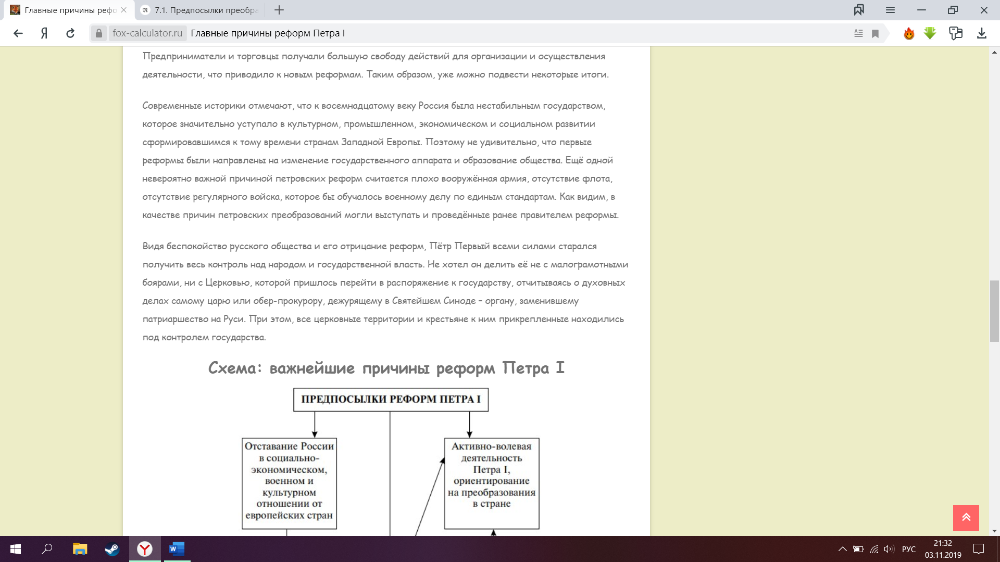 Главные причины рефо
7.1. Предпосылки преобра
Я
fox-calculator.ru Главные причины реформ Петра I
Предприниматели и торговцы получали большую свободу действий для организации и осуществления
деятельности, что приводило к новым реформам. Таким образом, уже можно подвести некоторые итоги.
Современные историки отмечают, что к восемнадцатому веку Россия была нестабильным государством,
которое значительно уступало в культурном, промышленном, экономическом и социальном развитии
сформировавшимся к тому времени странам Западной Европы. Поэтому не удивительно, что первые
реформы были направлены на изменение государственного аппарата и образование общества. Ещё одной
невероятно важной причиной петровских реформ считается плохо вооружённая армия, отсутствие флота,
отсутствие регулярного войска, которое бы обучалось военному делу по единым стандартам. Как видим, в
качестве причин петровских преобразований могли выступать и проведённые ранее правителем реформы.
Видя беспокойство русского общества и его отрицание реформ, Пётр Первый всеми силами старался
получить весь контроль над народом и государственной власть. Не хотел он делить её не с малограмотными
боярами, ни с Церковью, которой пришлось перейти в распоряжение к государству, отчитываясь о духовных
делах самому царю или обер-прокурору, дежурящему в Святейшем Синоде – органу, заменившему
патриаршество на Руси. При этом, все церковные территории и крестьяне к ним прикрепленные находились
под контролем государства.
Схема: важнейшие причины реформ Петра I
ПРЕДПОСЫЛКИ РЕФОРМ ПЕТРА I
Отставание России
в социально-
экономическом,
военном и
культурном
отношении от
европейских стран
Активно-волевая
деятельность
Петра I,
ориентирование
на преобразования
в стране
РУС
21:32
03.11.2019